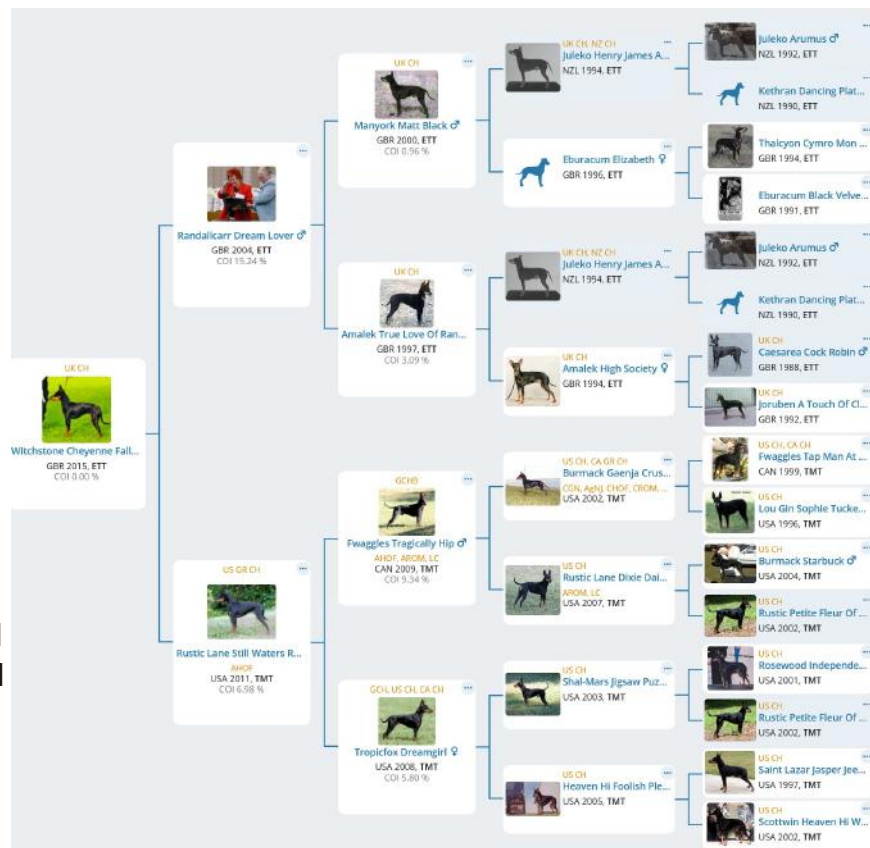 UK CH
Witchstone Cheyenne Fall...
GBR 2015, ETT
COI 0.00 %
Randallcarr Dream Lover ♂
GBR 2004, ETT
COI 15.24 %
US GR CH
Rustic Lane Still Waters R...
AHOF
USA 2011, TMT
COI 6.98 %
UK CH
Manyork Matt Black ♂
GBR 2000, ETT
COI 0.96 %
UK CH
Amalek True Love Of Ran...
GBR 1997, ETT
COI 3.09 %
GCHB
Fwaggles Tragically Hip ♂
AHOF, AROM, LC
CAN 2009, TMT
COI 9.34 %
GCH, US CH, CA CH
Tropicfox Dreamgirl ♀
USA 2008, TMT
COI 5.80 %
UK CH, NZ CH
Juleko Henry James A...
NZL 1994, ETT
Eburacum Elizabeth ♀
GBR 1996, ETT
UK CH, NZ CH
Juleko Henry James A...
NZL 1994, ETT
UK CH
Amalek High Society ♀
GBR 1994, ETT
US CH, CA GR CH
Burmack Gaenja Crus...
CGN, AgNJ, CHOF, CROM, ...
USA 2002, TMT
US CH
Rustic Lane Dixie Dai...
AROM, LC
USA 2007, TMT
US CH
Shal-Mars Jigsaw Puz...
USA 2003, TMT
US CH
Heaven Hi Foolish Ple...
USA 2005, TMT
Juleko Arumus ♂
NZL 1992, ETT
Kethran Dancing Plat...
NZL 1990, ETT
Thalcyon Cymro Mon ...
GBR 1994, ETT
Eburacum Black Velve...
GBR 1991, ETT
Juleko Arumus ♂
NZL 1992, ETT
Kethran Dancing Plat...
NZL 1990, ETT
UK CH
Caesarea Cock Robin ♂
GBR 1988, ETT
UK CH
Joruben A Touch Of Cl...
GBR 1992, ETT
US CH, CA CH
Fwaggles Tap Man At ...
CAN 1999, TMT
US CH
Lou Gin Sophie Tucke...
USA 1996, TMT
US CH
Burmack Starbuck ♂
USA 2004, TMT
US CH
Rustic Petite Fleur Of ...
USA 2002, TMT
US CH
Rosewood Independe...
USA 2001, TMT
US CH
Rustic Petite Fleur Of ...
USA 2002, TMT
US CH
Saint Lazar Jasper Jee...
USA 1997, TMT
US CH
Scottwin Heaven Hi W...
USA 2002, TMT